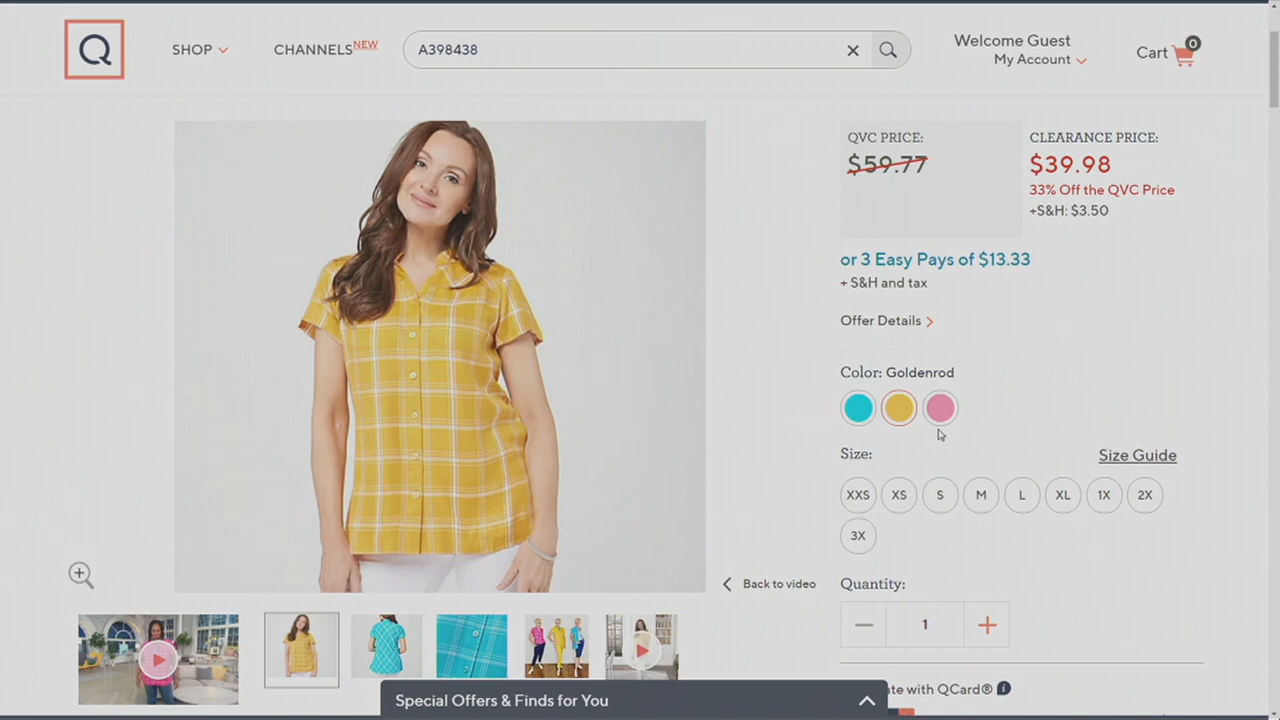 Q
SHOP
CHANNELS NEW
A398438
Welcome Guest
My Account
Cart 0
QVC PRICE:
$59.77
CLEARANCE PRICE:
$39.98
33% Off the QVC Price
+S&H: $3.50
or 3 Easy Pays of $13.33
+ S&H and tax
Offer Details
Color: Goldenrod
Size:
Size Guide
XXS XS S M L XL 1X 2X
3X
Back to video
Quantity:
1
with QCard®
Special Offers & Finds for You